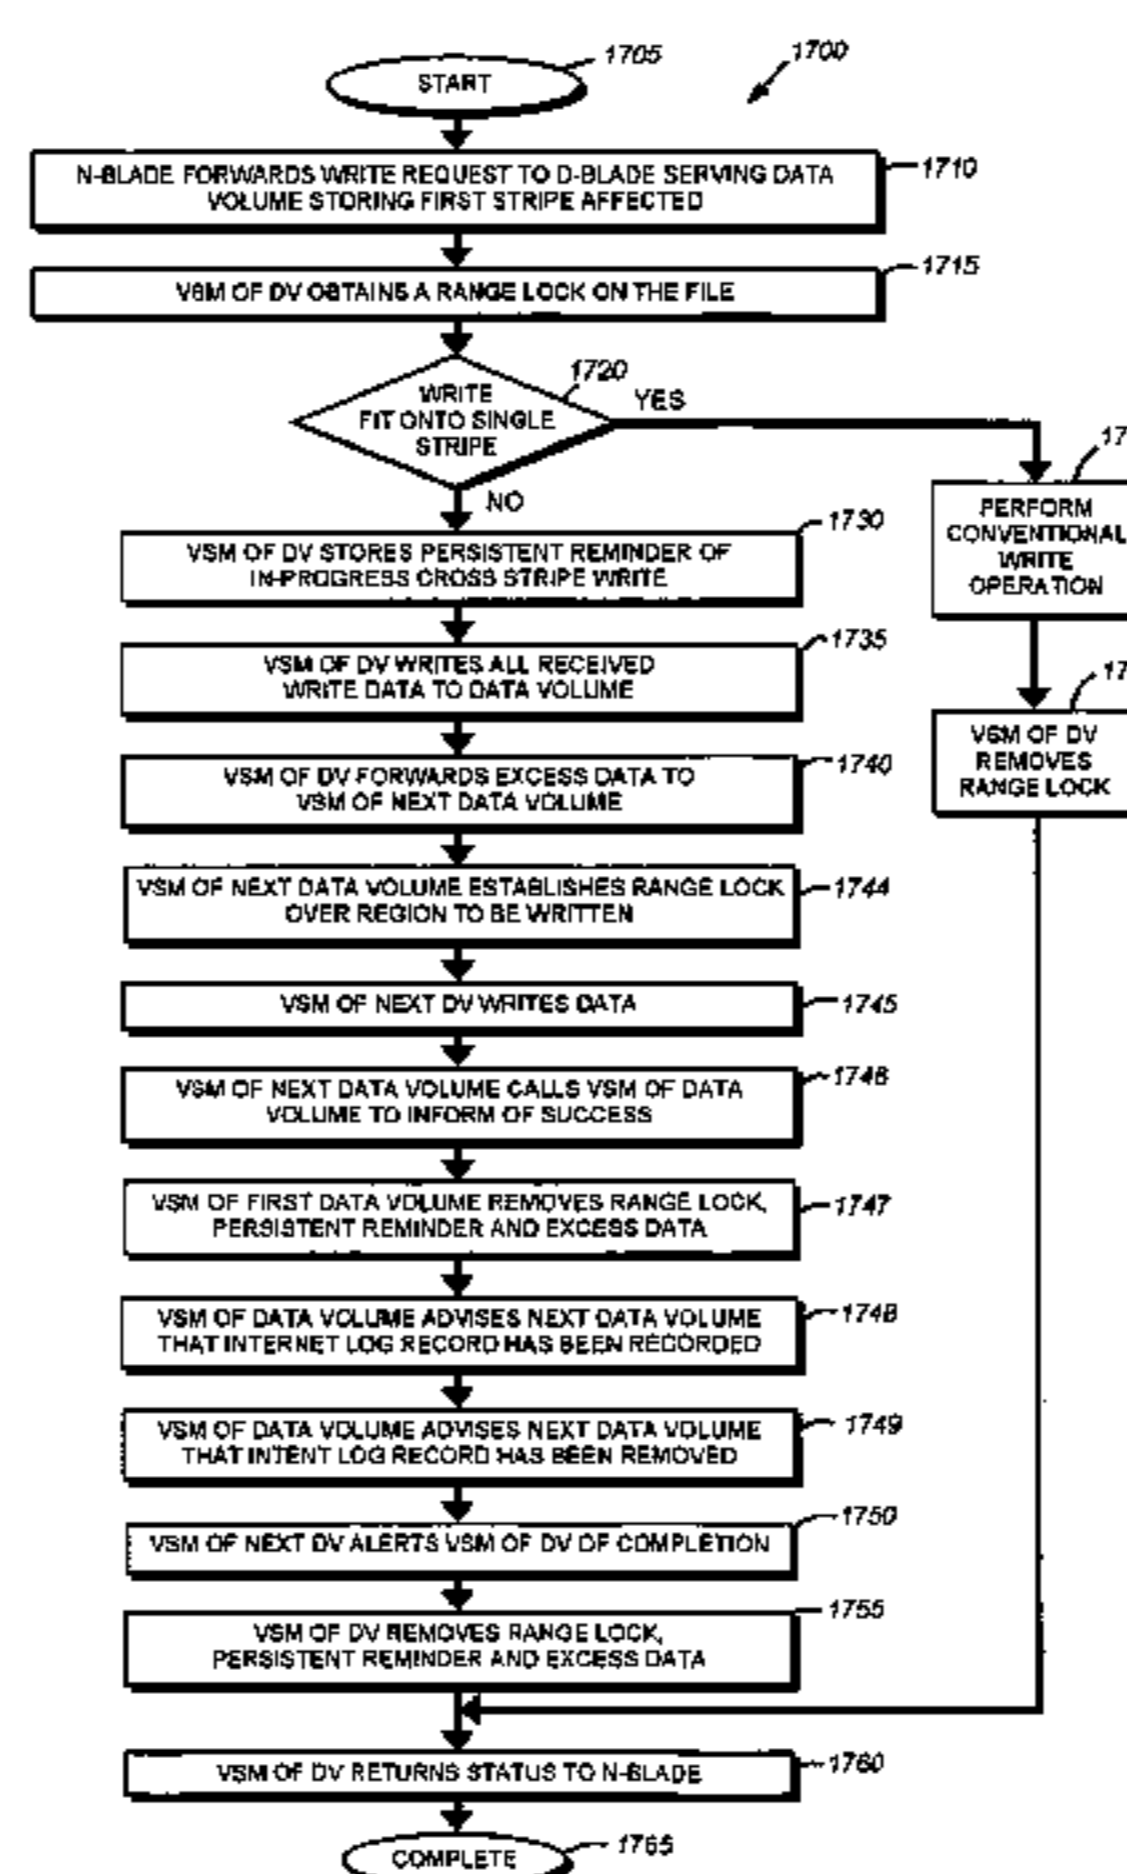 1705
1700
START
N-BLADE FORWARDS WRITE REQUEST TO D-BLADE SERVING DATA
VOLUME STORING FIRST STRIPE AFFECTED
1710
VSM OF DV OBTAINS A RANGE LOCK ON THE FILE
1715
WRITE
FIT ONTO SINGLE
STRIPE
1720
YES
NO
17
PERFORM
CONVENTIONAL
WRITE
OPERATION
VSM OF DV STORES PERSISTENT REMINDER OF
IN-PROGRESS CROSS STRIPE WRITE
1730
VSM OF DV WRITES ALL RECEIVED
WRITE DATA TO DATA VOLUME
1735
17
VSM OF DV
REMOVES
RANGE LOCK
VSM OF DV FORWARDS EXCESS DATA TO
VSM OF NEXT DATA VOLUME
1740
VSM OF NEXT DATA VOLUME ESTABLISHES RANGE LOCK
OVER REGION TO BE WRITTEN
1744
VSM OF NEXT DV WRITES DATA
1745
VSM OF NEXT DATA VOLUME CALLS VSM OF DATA
VOLUME TO INFORM OF SUCCESS
1746
VSM OF FIRST DATA VOLUME REMOVES RANGE LOCK,
PERSISTENT REMINDER AND EXCESS DATA
1747
VSM OF DATA VOLUME ADVISES NEXT DATA VOLUME
THAT INTERNET LOG RECORD HAS BEEN RECORDED
1748
VSM OF DATA VOLUME ADVISES NEXT DATA VOLUME
THAT INTENT LOG RECORD HAS BEEN REMOVED
1749
VSM OF NEXT DV ALERTS VSM OF DV OF COMPLETION
1750
VSM OF DV REMOVES RANGE LOCK,
PERSISTENT REMINDER AND EXCESS DATA
1755
VSM OF DV RETURNS STATUS TO N-BLADE
1760
COMPLETE
1765